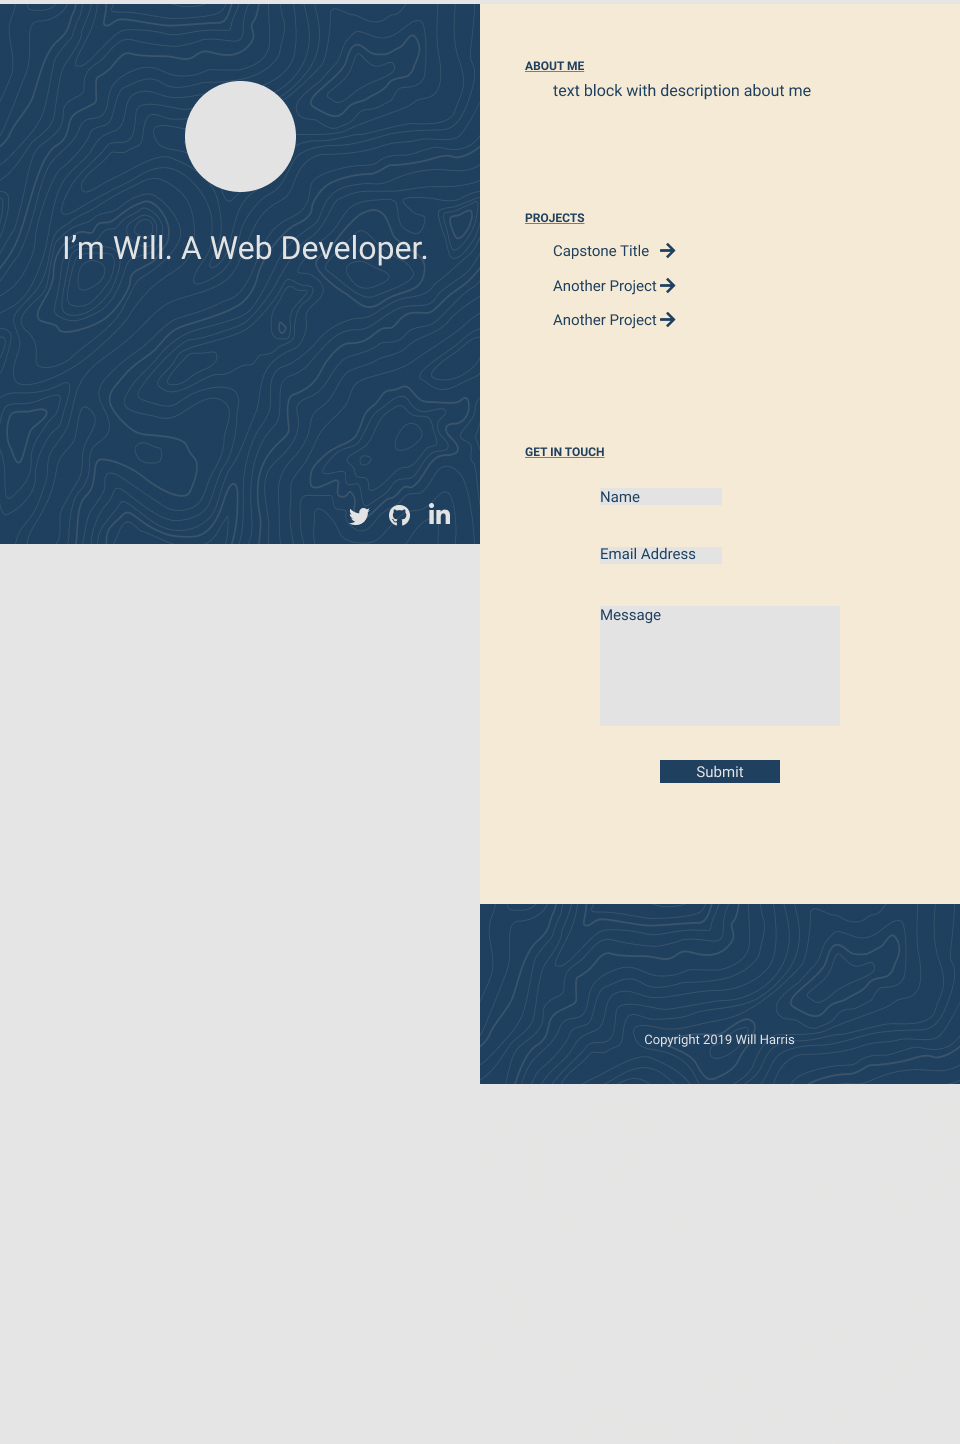 I’m Will. A Web Developer.
ABOUT ME
text block with description about me
PROJECTS
Capstone Title
Another Project
Another Project
GET IN TOUCH
Name
Email Address
Message
Submit
Copyright 2019 Will Harris